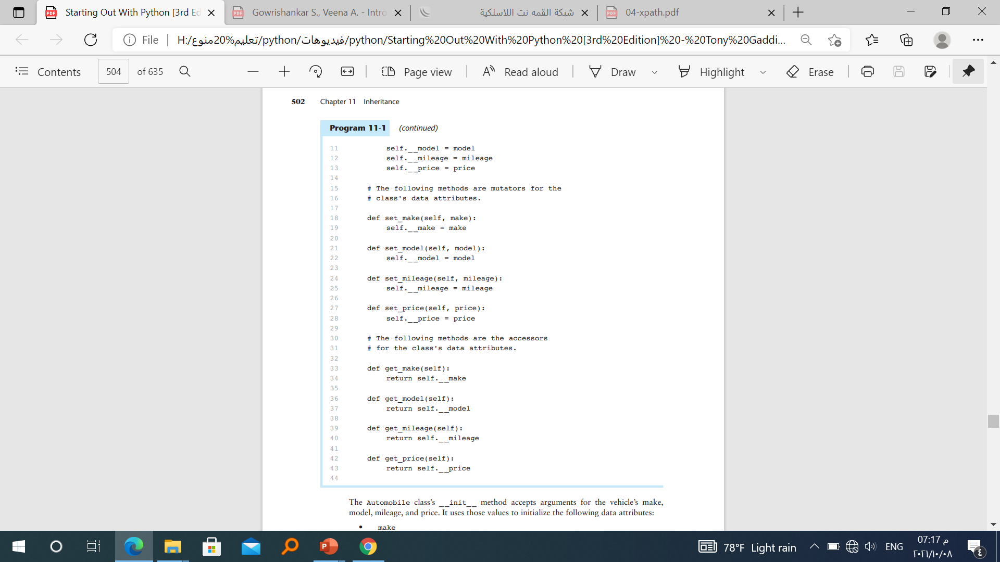 Starting Out With Python [3rd Ed
Gowrishankar S., Veena A. - Intro
شبكة القمه نت اللاسلكية
04-xpath.pdf
File
H:/تعليم%20منوع/python/فيديوهات/python/Starting%20Out%20With%20Python%20[3rd%20Edition]%20-%20Tony%20Gaddi...
Contents
504
of 635
Page view
Read aloud
Draw
Highlight
Erase
502 Chapter 11 Inheritance
Program 11-1 (continued)
11 self.__model = model
12 self.__mileage = mileage
13 self.__price = price
14
15 # The following methods are mutators for the
16 # class's data attributes.
17
18 def set_make(self, make):
19 self.__make = make
20
21 def set_model(self, model):
22 self.__model = model
23
24 def set_mileage(self, mileage):
25 self.__mileage = mileage
26
27 def set_price(self, price):
28 self.__price = price
29
30 # The following methods are the accessors
31 # for the class's data attributes.
32
33 def get_make(self):
34 return self.__make
35
36 def get_model(self):
37 return self.__model
38
39 def get_mileage(self):
40 return self.__mileage
41
42 def get_price(self):
43 return self.__price
44
The Automobile class’s __init__ method accepts arguments for the vehicle’s make,
model, mileage, and price. It uses those values to initialize the following data attributes:
• make
78°F Light rain
ENG
07:17 م
٢٠٢١/١٠/٠٨
٤